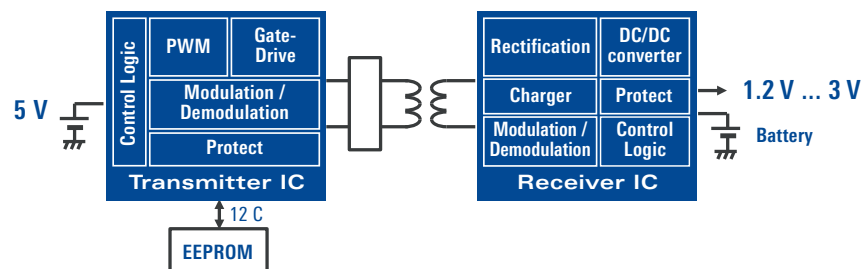 5 V
Control Logic
PWM
Gate-
Drive
Modulation /
Demodulation
Protect
Transmitter IC
12 C
EEPROM
Rectification
DC/DC
converter
Charger
Protect
Modulation /
Demodulation
Control
Logic
Receiver IC
1.2 V ... 3 V
Battery